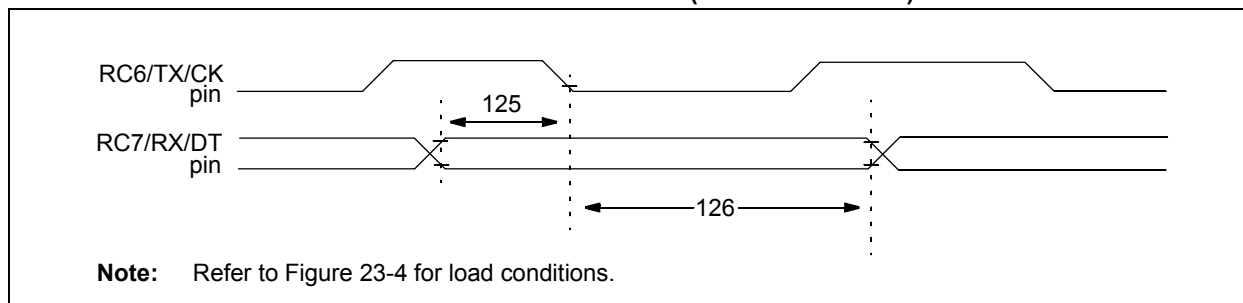 RC6/TX/CK
pin
125
RC7/RX/DT
pin
126
Note: Refer to Figure 23-4 for load conditions.